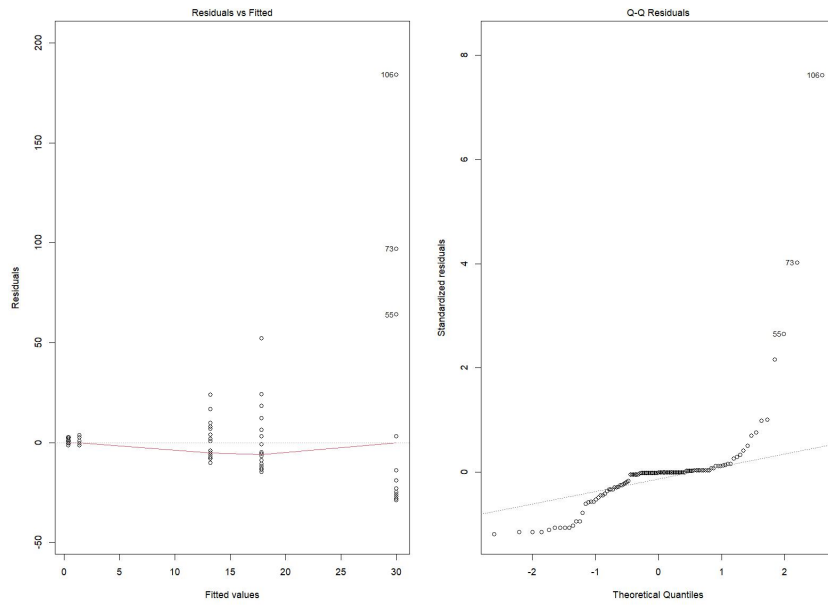 Residuals vs Fitted
200
150
100
50
0
-50
Residuals
106
73
55
0 5 10 15 20 25 30
Fitted values
Q-Q Residuals
8
6
4
2
0
Standardized residuals
106
73
55
-2 -1 0 1 2
Theoretical Quantiles